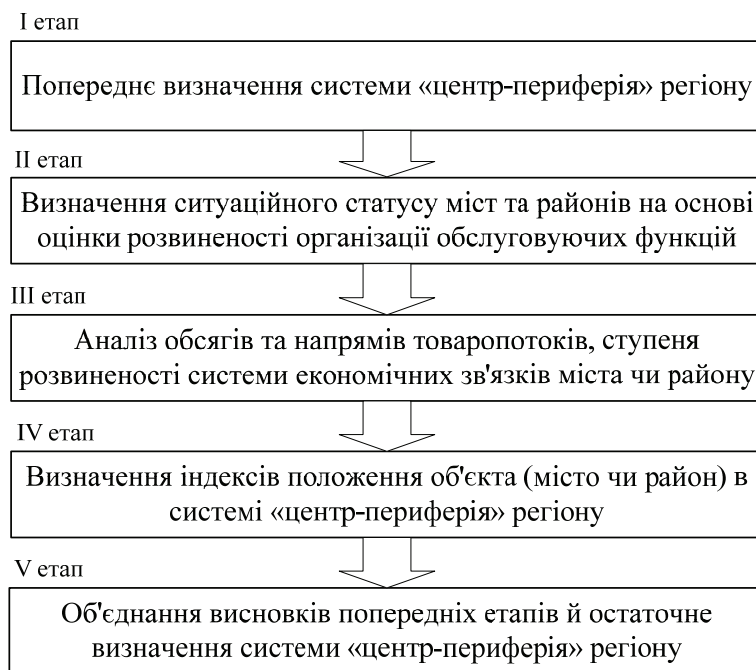 І етап
Попереднє визначення системи «центр-периферія» регіону
ІІ етап
Визначення ситуаційного статусу міст та районів на основі
оцінки розвиненості організації обслуговуючих функцій
ІІІ етап
Аналіз обсягів та напрямів товаропотоків, ступеня
розвиненості системи економічних зв'язків міста чи району
IV етап
Визначення індексів положення об'єкта (місто чи район) в
системі «центр-периферія» регіону
V етап
Об'єднання висновків попередніх етапів й остаточне
визначення системи «центр-периферія» регіону